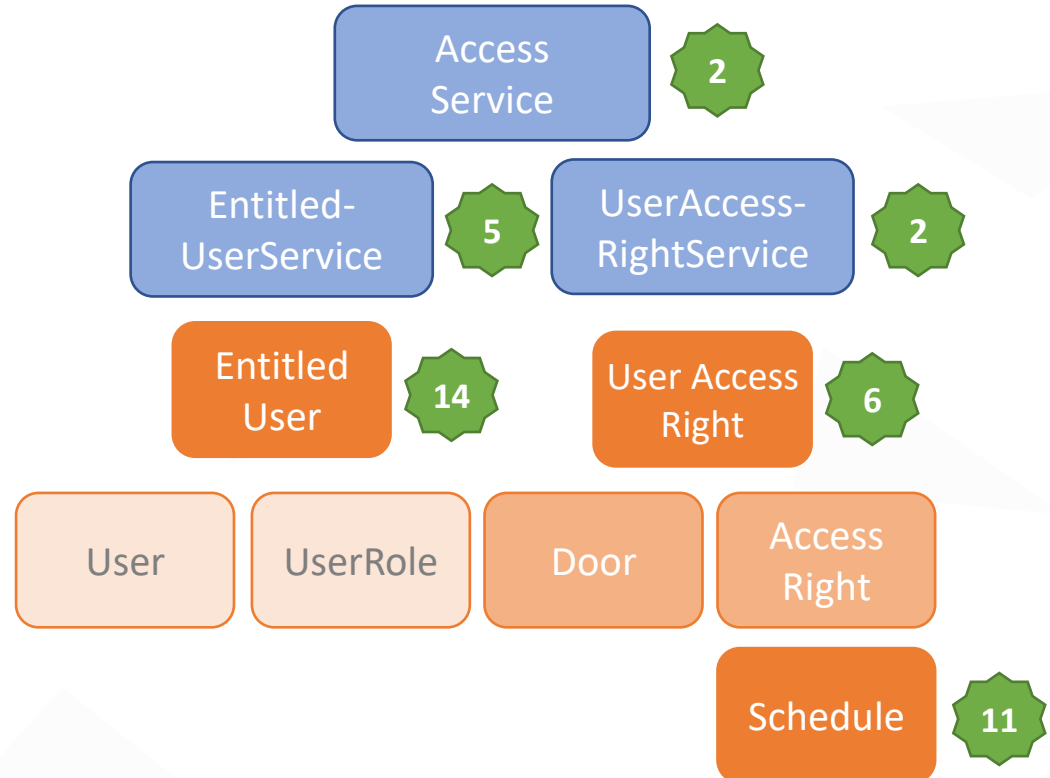 Access
Service
2
Entitled-
UserService
5
UserAccess-
RightService
2
Entitled
User
14
User Access
Right
6
User
UserRole
Door
Access
Right
Schedule
11